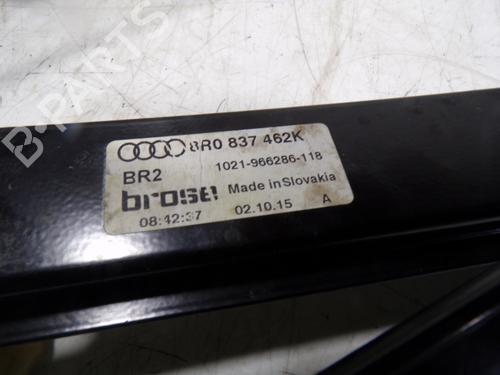 8R0 837 462K
BR2
1021-966286-118
brose
Made in Slovakia
08:42:37
02.10.15
A
B-PARTS